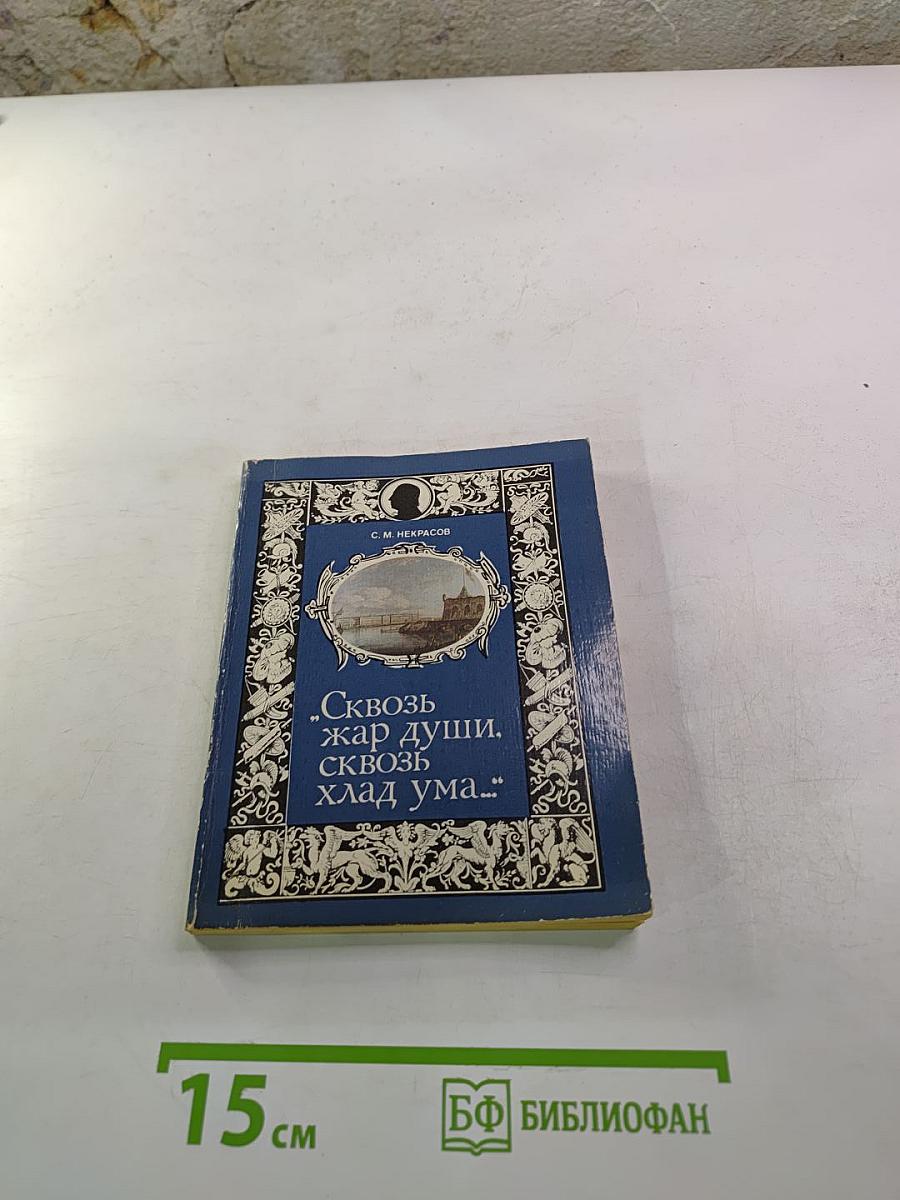 С. М. НЕКРАСОВ
„Сквозь
жар души,
сквозь
хлад ума...“
15 см
БФ БИБЛИОФАН